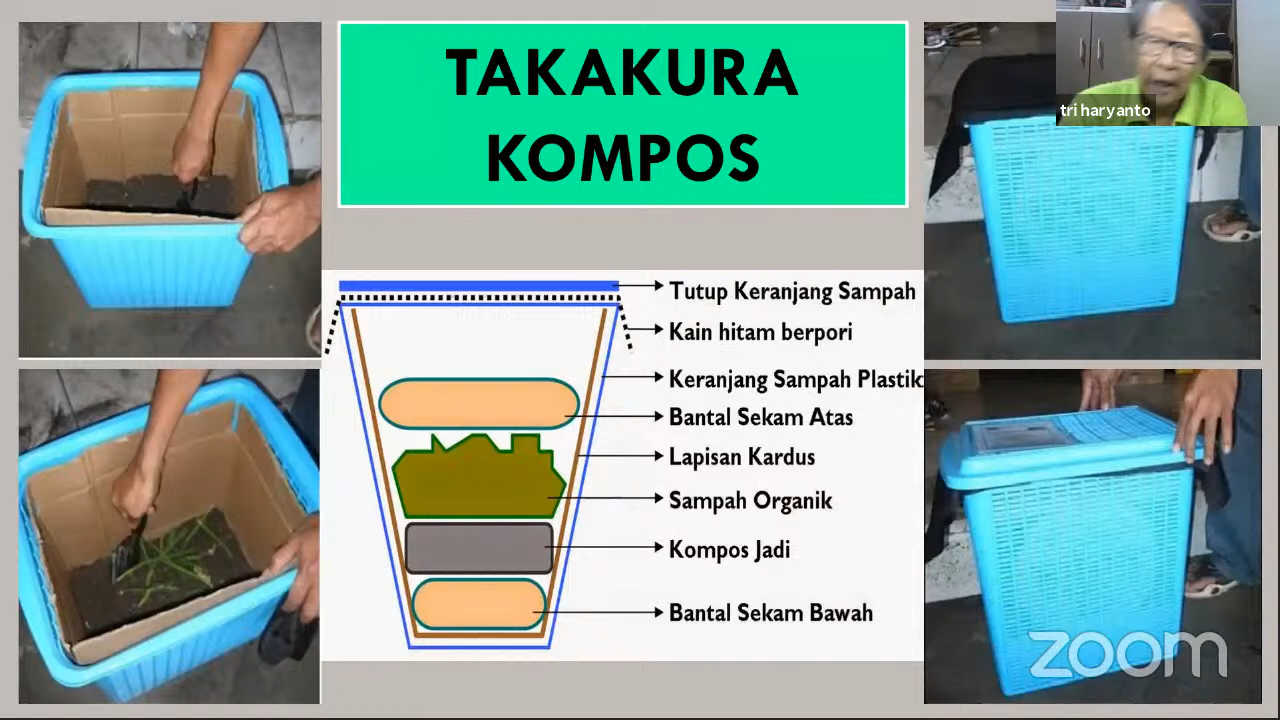 TAKAKURA
KOMPOS
tri haryanto
Tutup Keranjang Sampah
Kain hitam berpori
Keranjang Sampah Plastik
Bantal Sekam Atas
Lapisan Kardus
Sampah Organik
Kompos Jadi
Bantal Sekam Bawah
zoom